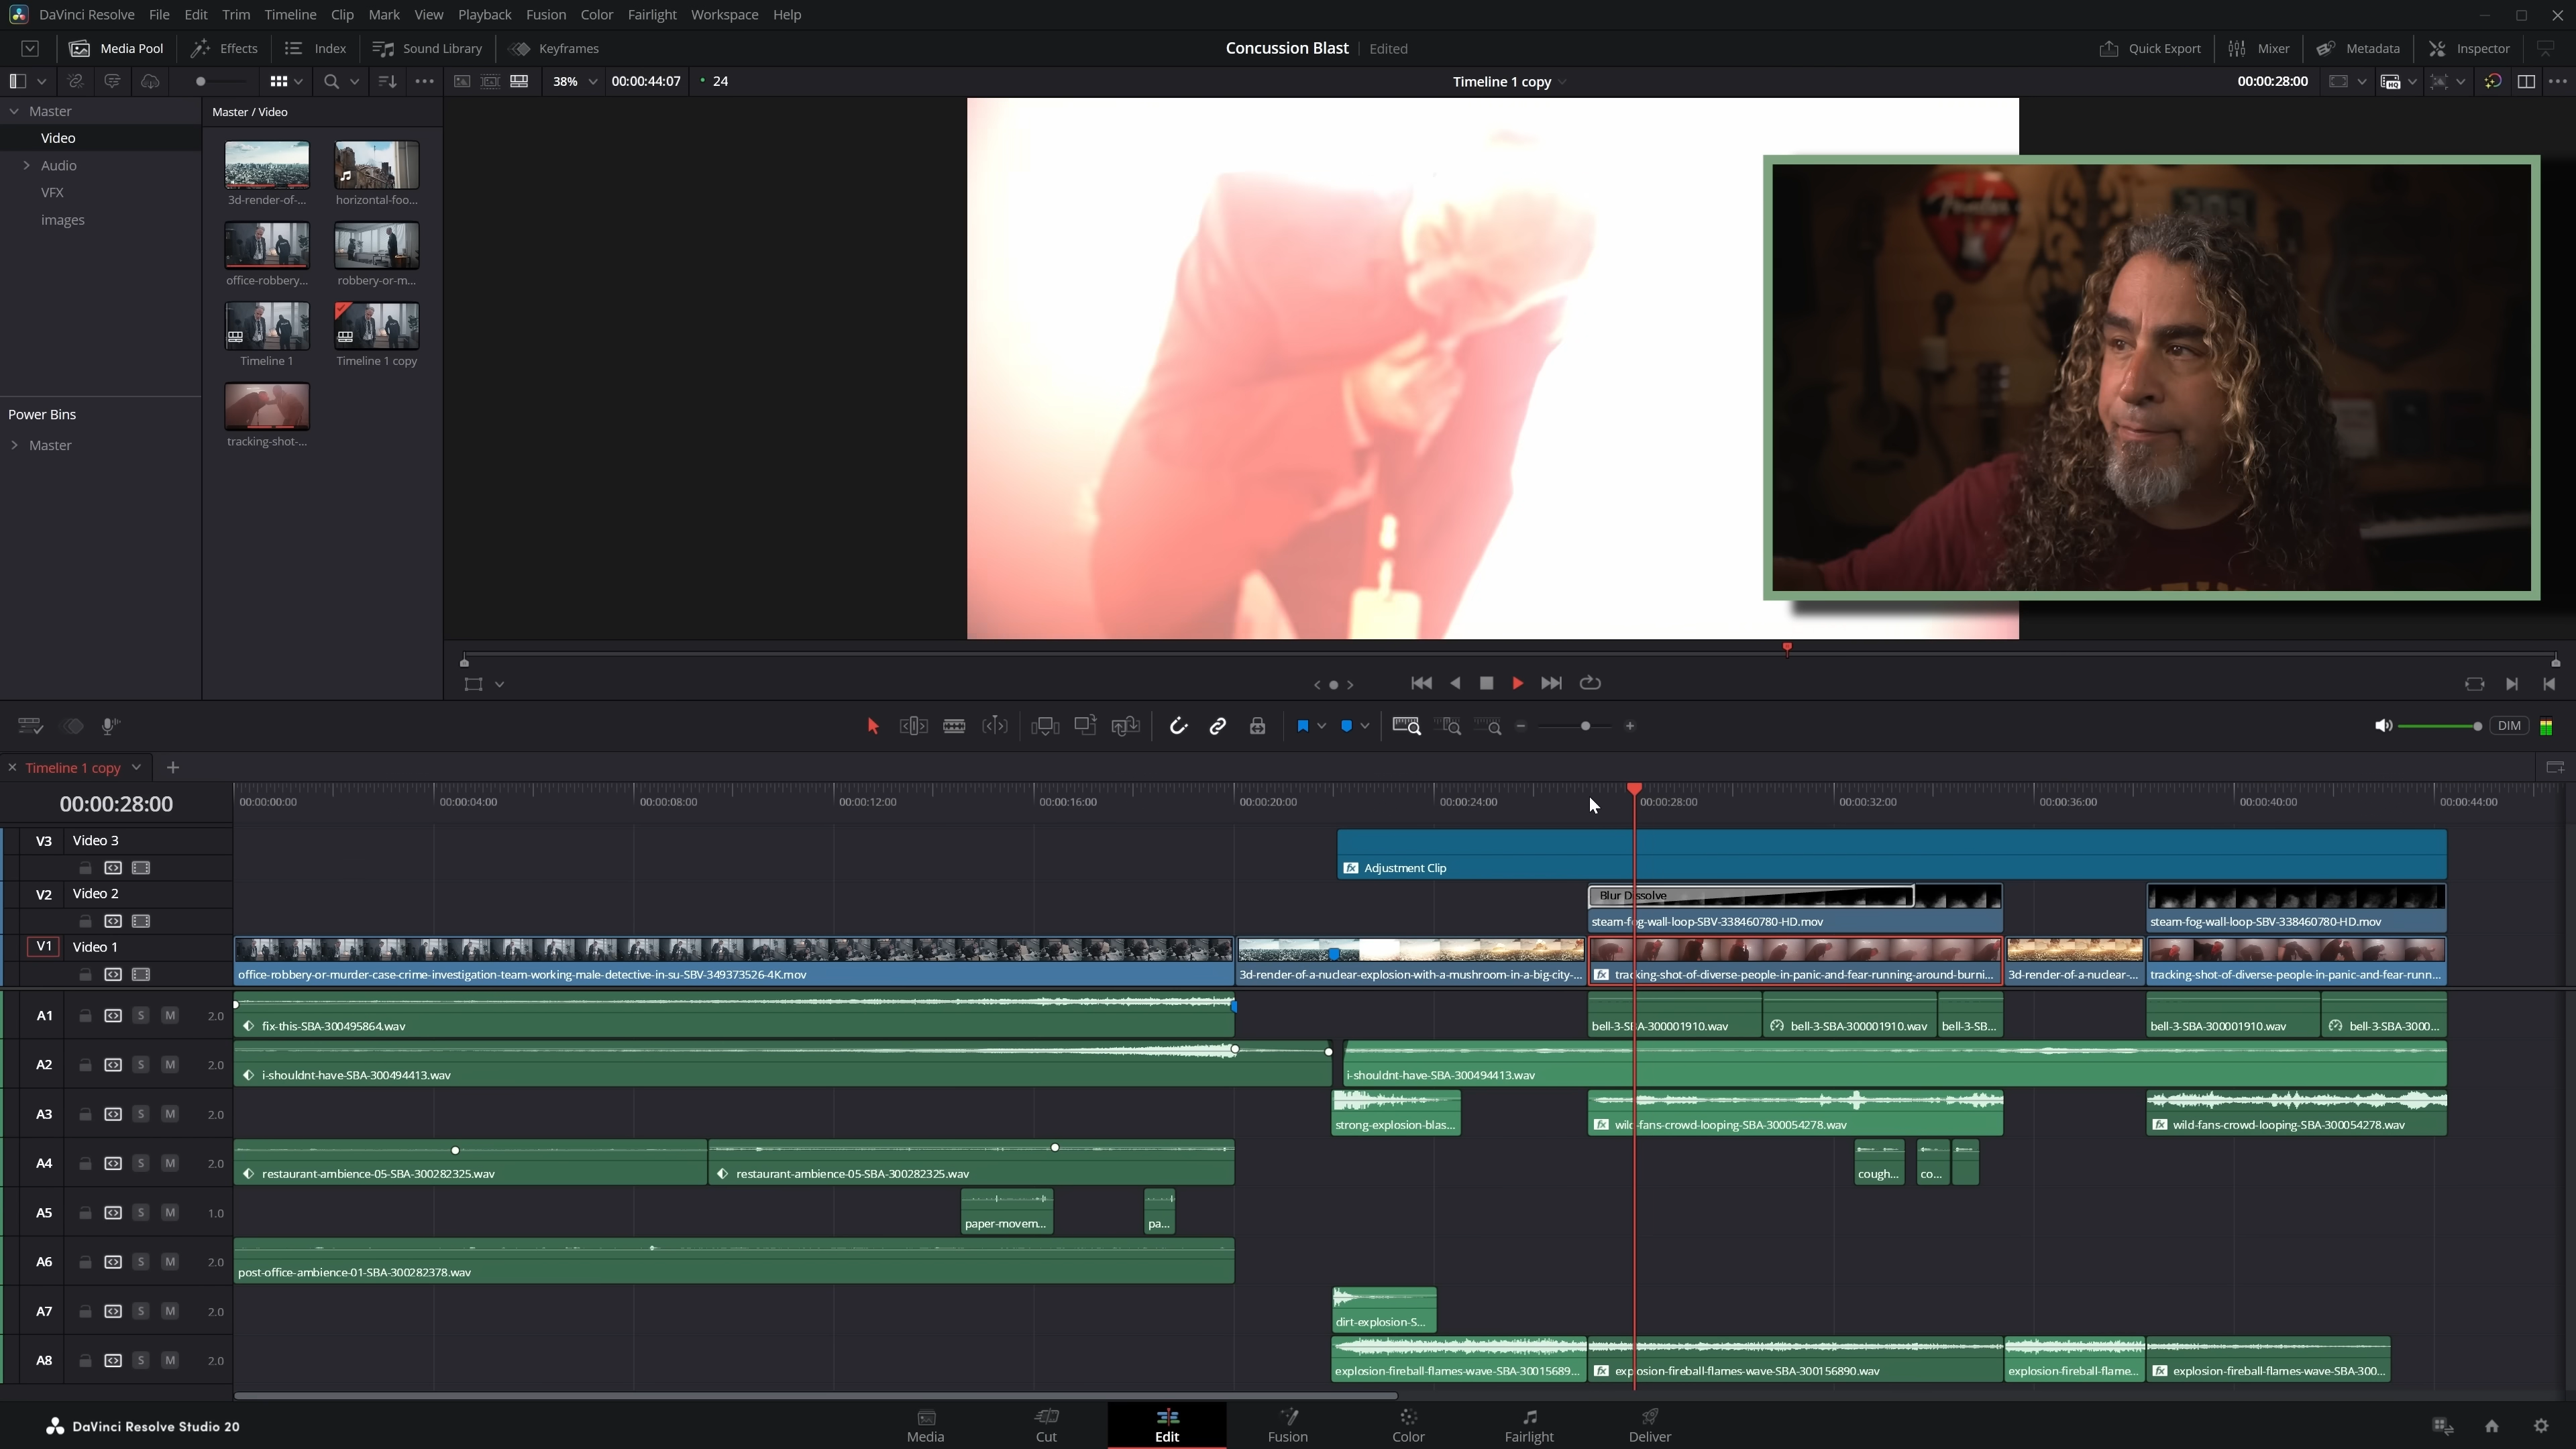 DaVinci Resolve File Edit Trim Timeline Clip Mark View Playback Fusion Color Fairlight Workspace Help
Media Pool Effects Index Sound Library Keyframes Concussion Blast Edited Quick Export Mixer Metadata Inspector
38% 00:00:44:07 24 Timeline 1 copy 00:00:28:00
Master
Video
Audio
VFX
images
Power Bins
Master
Master / Video
3d-render-of-... horizontal-foo...
office-robbery... robbery-or-m...
Timeline 1 Timeline 1 copy
tracking-shot-...
Fender
DIM
Timeline 1 copy
00:00:28:00
00:00:00:00 00:00:04:00 00:00:08:00 00:00:12:00 00:00:16:00 00:00:20:00 00:00:24:00 00:00:28:00 00:00:32:00 00:00:36:00 00:00:40:00 00:00:44:00
V3 Video 3
fx Adjustment Clip
V2 Video 2
Blur Dissolve
steam-fog-wall-loop-SBV-338460780-HD.mov steam-fog-wall-loop-SBV-338460780-HD.mov
V1 Video 1
office-robbery-or-murder-case-crime-investigation-team-working-male-detective-in-su-SBV-349373526-4K.mov 3d-render-of-a-nuclear-explosion-with-a-mushroom-in-a-big-city-... fx tracking-shot-of-diverse-people-in-panic-and-fear-running-around-burni... 3d-render-of-a-nuclear-... tracking-shot-of-diverse-people-in-panic-and-fear-runn...
A1 S M 2.0
fix-this-SBA-300495864.wav bell-3-SBA-300001910.wav bell-3-SBA-300001910.wav bell-3-SB... bell-3-SBA-300001910.wav bell-3-SBA-3000...
A2 S M 2.0
i-shouldnt-have-SBA-300494413.wav i-shouldnt-have-SBA-300494413.wav
A3 S M 2.0
strong-explosion-blas... fx wild-fans-crowd-looping-SBA-300054278.wav fx wild-fans-crowd-looping-SBA-300054278.wav
A4 S M 2.0
restaurant-ambience-05-SBA-300282325.wav restaurant-ambience-05-SBA-300282325.wav cough... co...
A5 S M 1.0
paper-movem... pa...
A6 S M 2.0
post-office-ambience-01-SBA-300282378.wav
A7 S M 2.0
dirt-explosion-S...
A8 S M 2.0
explosion-fireball-flames-wave-SBA-30015689... fx explosion-fireball-flames-wave-SBA-300156890.wav explosion-fireball-flame... fx explosion-fireball-flames-wave-SBA-300...
DaVinci Resolve Studio 20 Media Cut Edit Fusion Color Fairlight Deliver